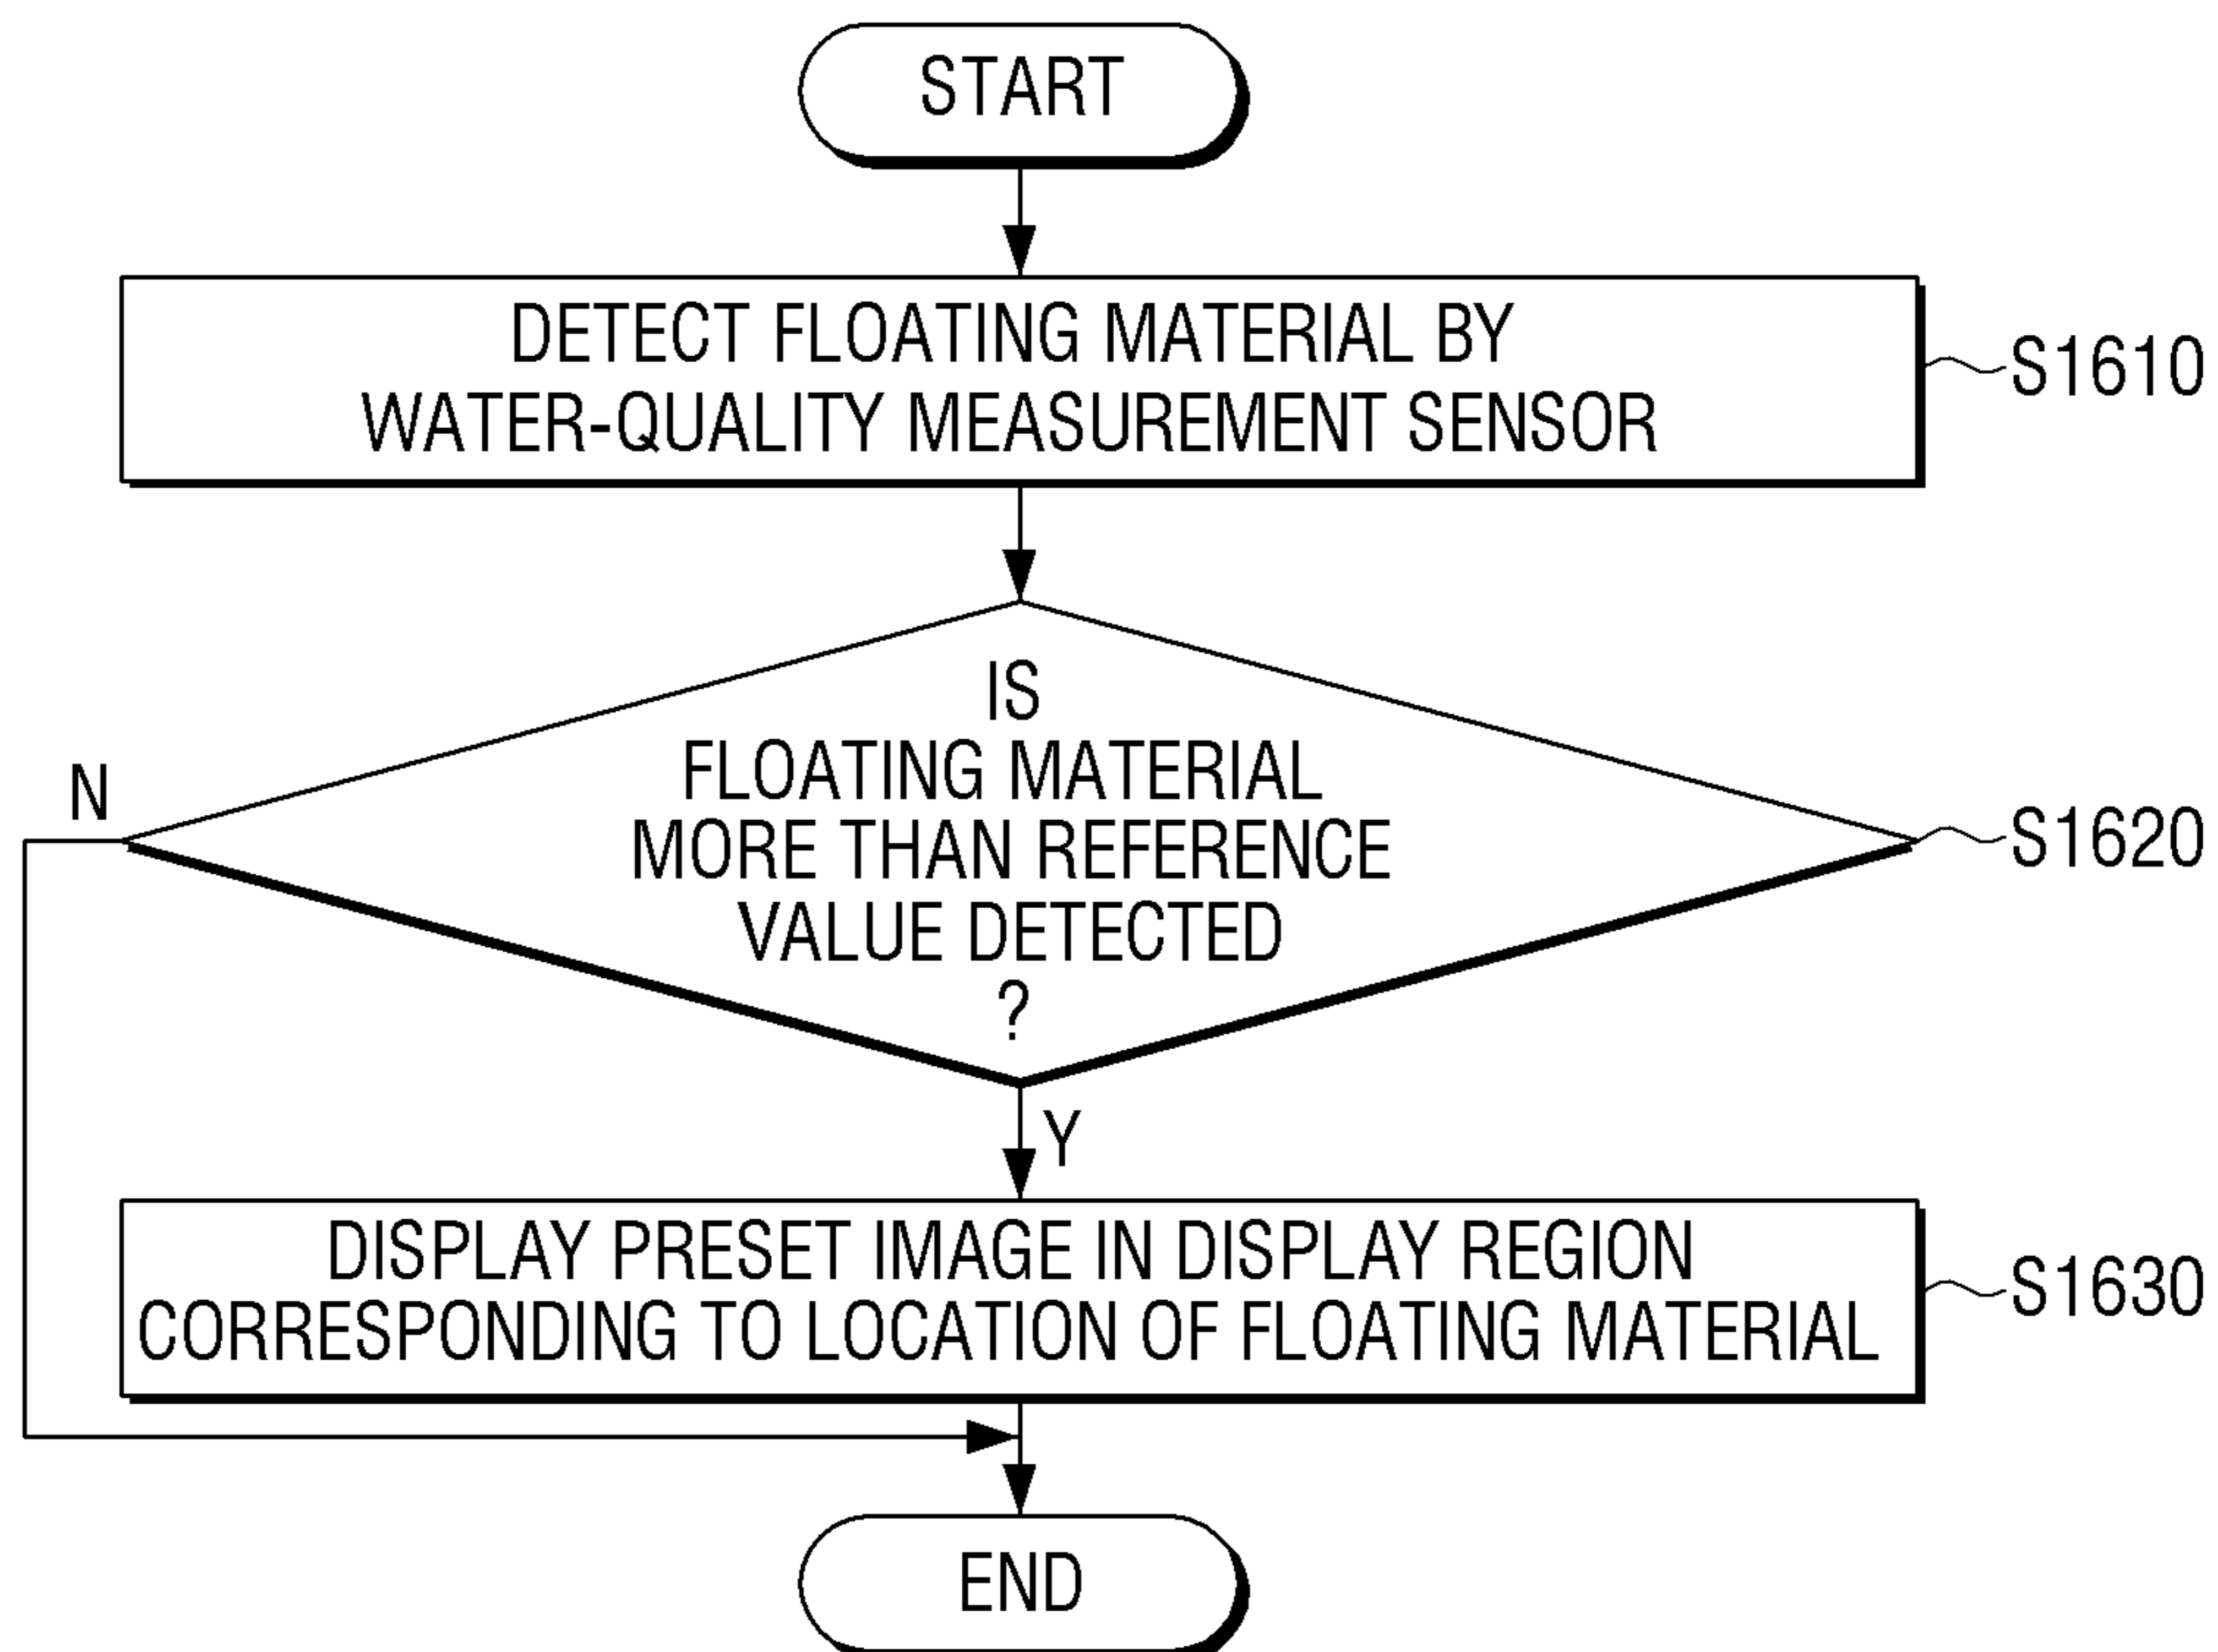 START
DETECT FLOATING MATERIAL BY
WATER-QUALITY MEASUREMENT SENSOR
S1610
IS
FLOATING MATERIAL
MORE THAN REFERENCE
VALUE DETECTED
?
N
S1620
Y
DISPLAY PRESET IMAGE IN DISPLAY REGION
CORRESPONDING TO LOCATION OF FLOATING MATERIAL
S1630
END